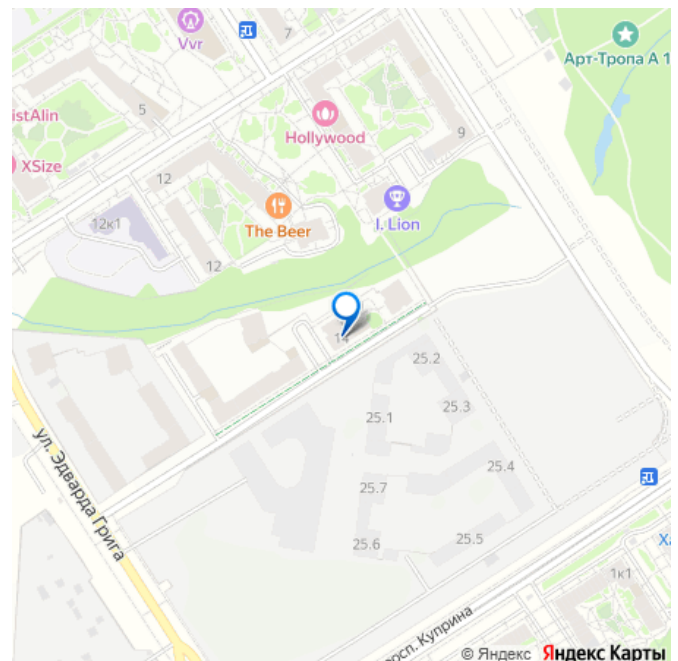 Vvr
7
Арт-Тропа А 1
istAlin
5
Hollywood
9
XSize
12
The Beer
I. Lion
12к1
12
14
25.2
25.3
25.1
25.4
25.7
25.5
25.6
ул. Эдварда Грига
Ха
1к1
осп. Куприна
© Яндекс Яндекс Карты